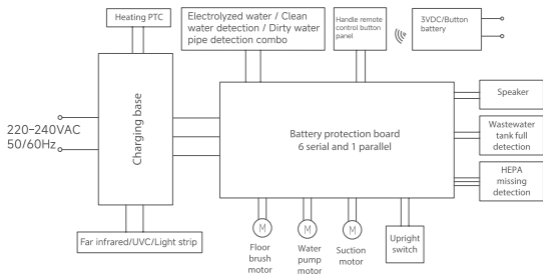 Heating PTC
Electrolyzed water / Clean
water detection / Dirty water
pipe detection combo
Handle remote
control button
panel
3VDC/Button
battery
220-240VAC
50/60Hz
Charging base
Battery protection board
6 serial and 1 parallel
Speaker
Wastewater
tank full
detection
HEPA
missing
detection
Far infrared/UVC/Light strip
M
Floor
brush
motor
M
Water
pump
motor
M
Suction
motor
Upright
switch